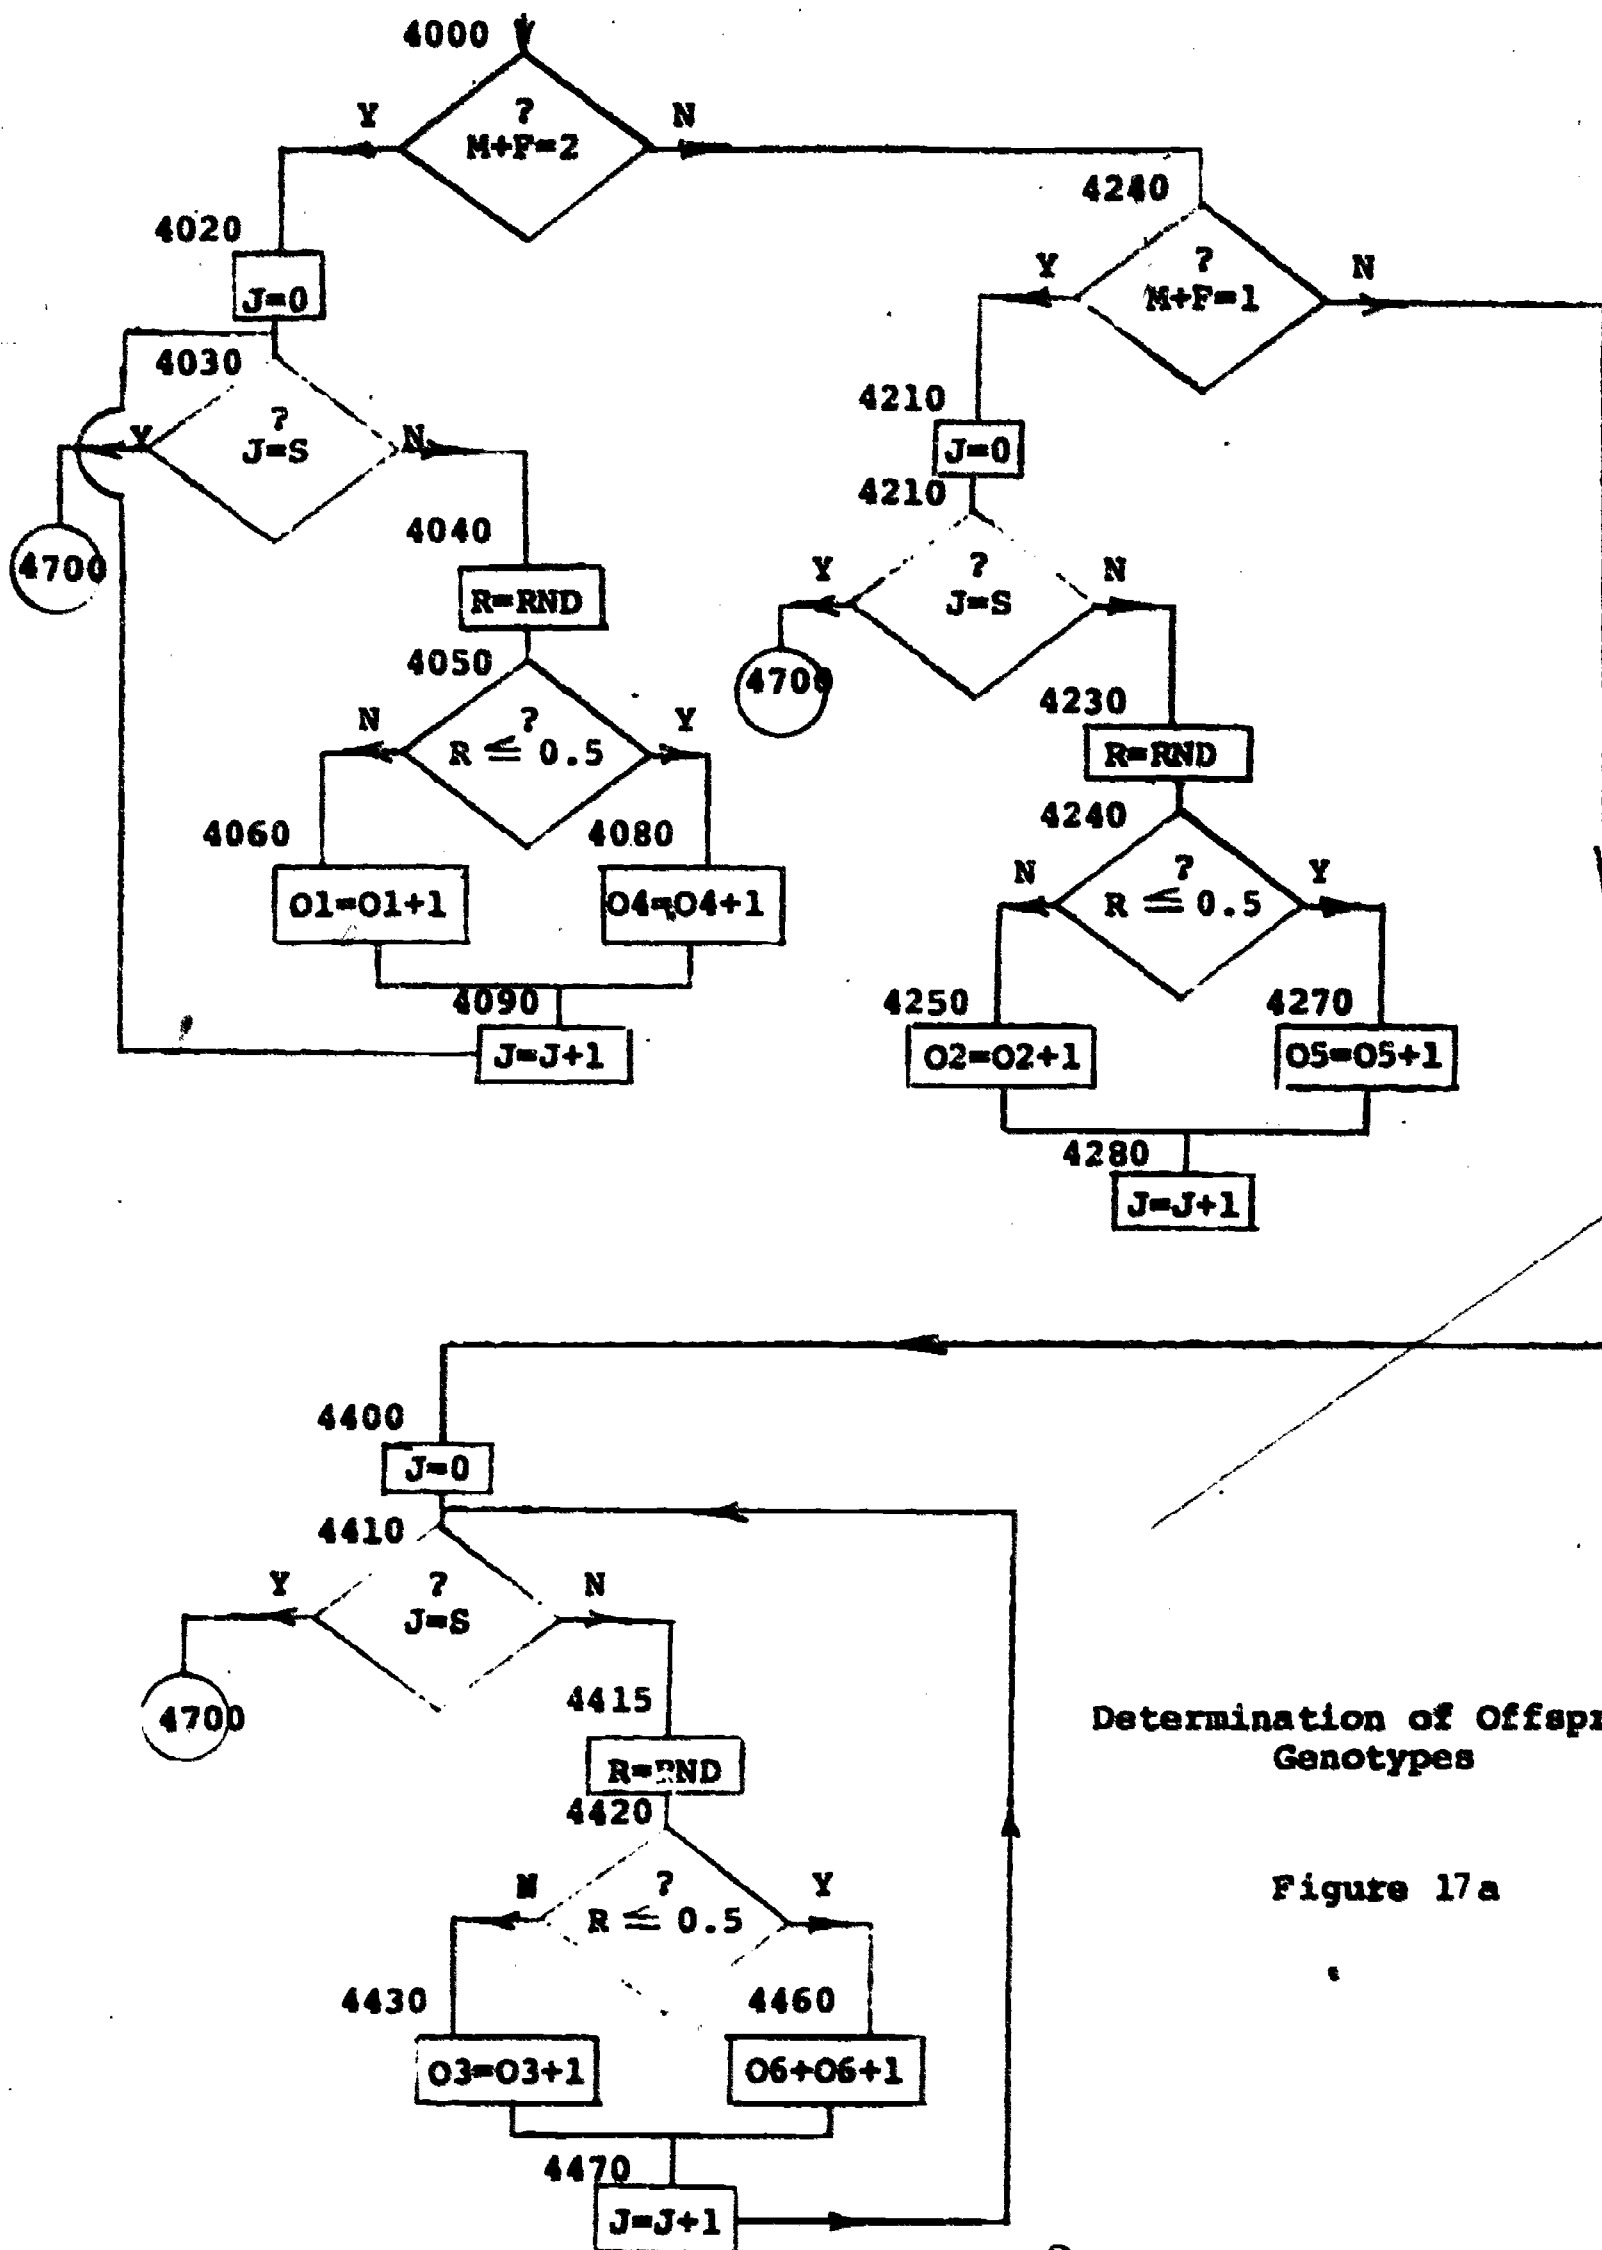 4000
Y
?
M+F=2
N
4240
Y
?
M+F=1
N
4020
J=0
4030
Y
?
J=S
N
4700
4040
R=RND
4050
N
?
R ≤ 0.5
Y
4060
O1=O1+1
4080
O4=O4+1
4090
J=J+1
4210
J=0
4210
Y
?
J=S
N
4700
4230
R=RND
4240
N
?
R ≤ 0.5
Y
4250
O2=O2+1
4270
O5=O5+1
4280
J=J+1
4400
J=0
4410
Y
?
J=S
N
4700
4415
R=RND
4420
N
?
R ≤ 0.5
Y
4430
O3=O3+1
4460
O6+O6+1
4470
J=J+1
Determination of Offspr
Genotypes
Figure 17a